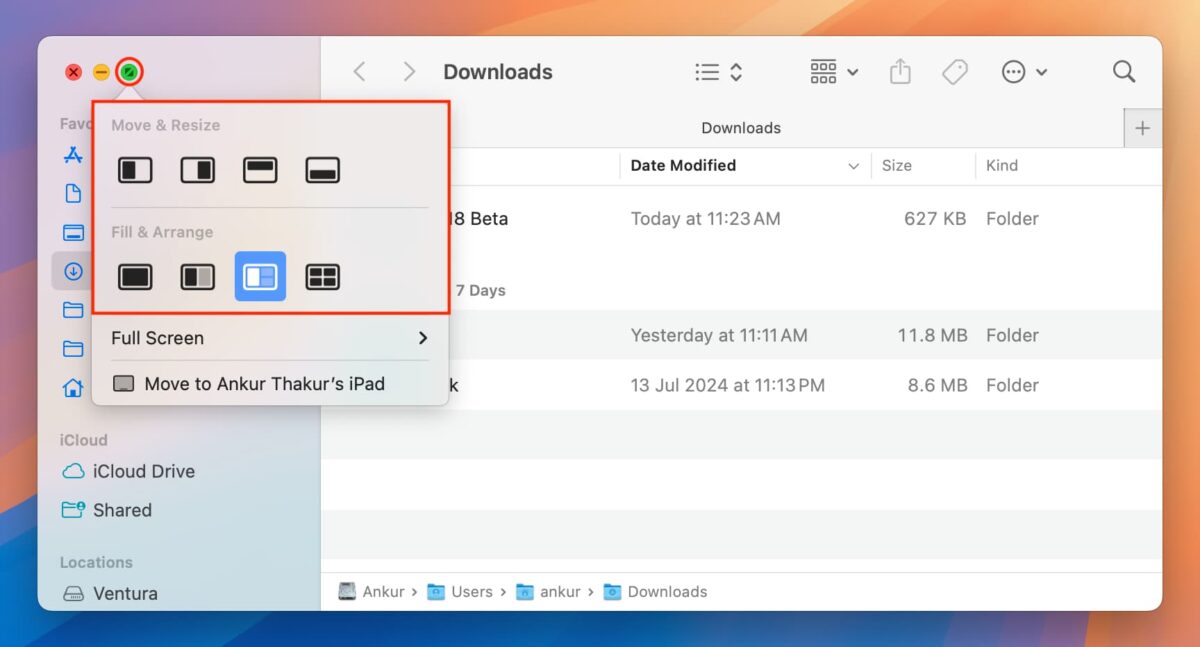 Downloads
Favo
Move & Resize
Downloads
Date Modified
Size
Kind
18 Beta
Today at 11:23 AM
627 KB
Folder
Fill & Arrange
7 Days
Yesterday at 11:11 AM
11.8 MB
Folder
Full Screen
Move to Ankur Thakur’s iPad
k
13 Jul 2024 at 11:13 PM
8.6 MB
Folder
iCloud
iCloud Drive
Shared
Locations
Ventura
Ankur › Users › ankur › Downloads